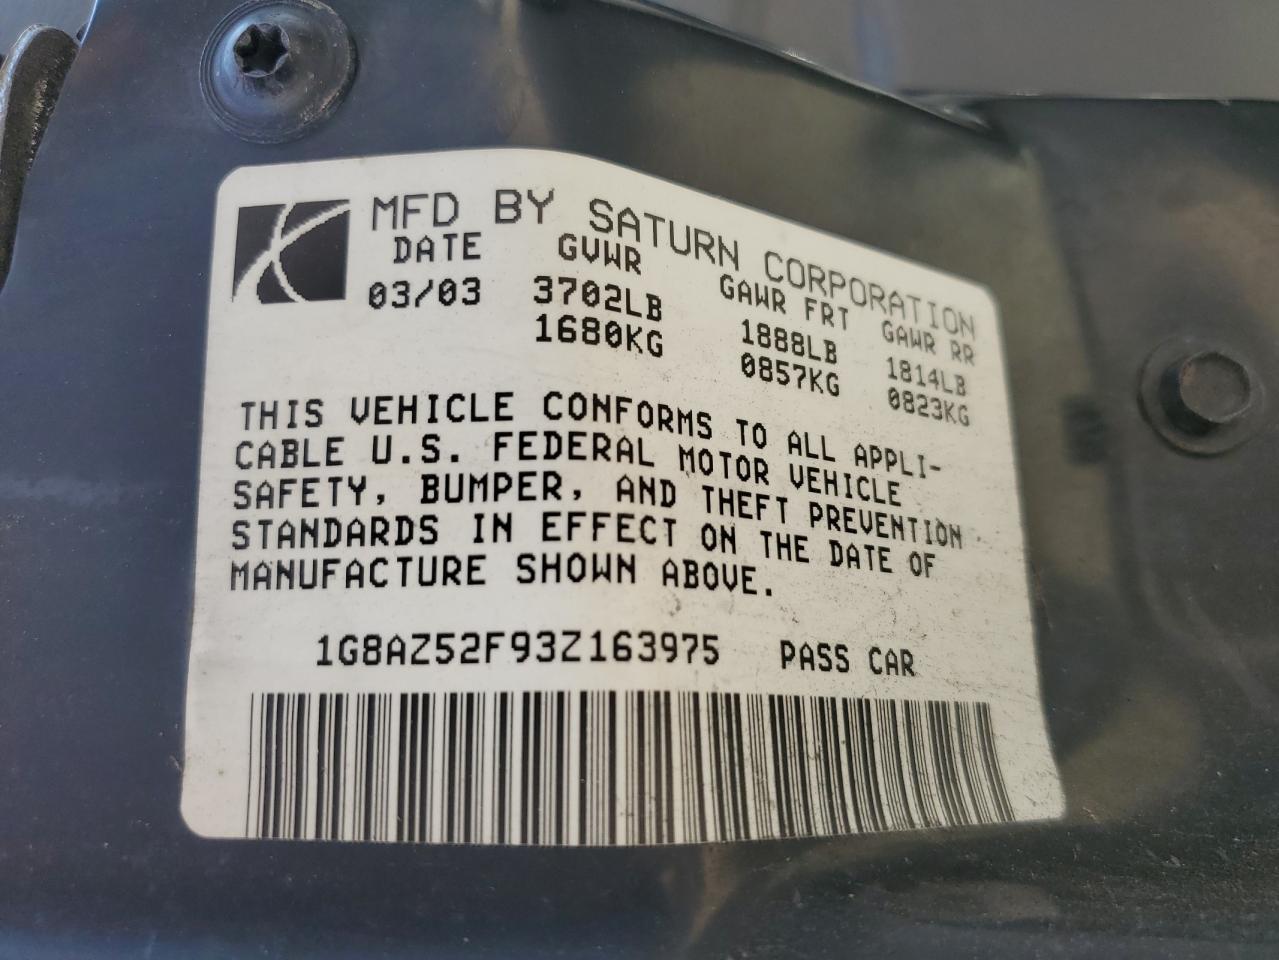 MFD BY SATURN CORPORATION
DATE GVWR GAWR FRT GAWR RR
03/03 3702LB 1888LB 1814LB
1680KG 0857KG 0823KG
THIS VEHICLE CONFORMS TO ALL APPLI-
CABLE U.S. FEDERAL MOTOR VEHICLE
SAFETY, BUMPER, AND THEFT PREVENTION
STANDARDS IN EFFECT ON THE DATE OF
MANUFACTURE SHOWN ABOVE.
1G8AZ52F93Z163975 PASS CAR